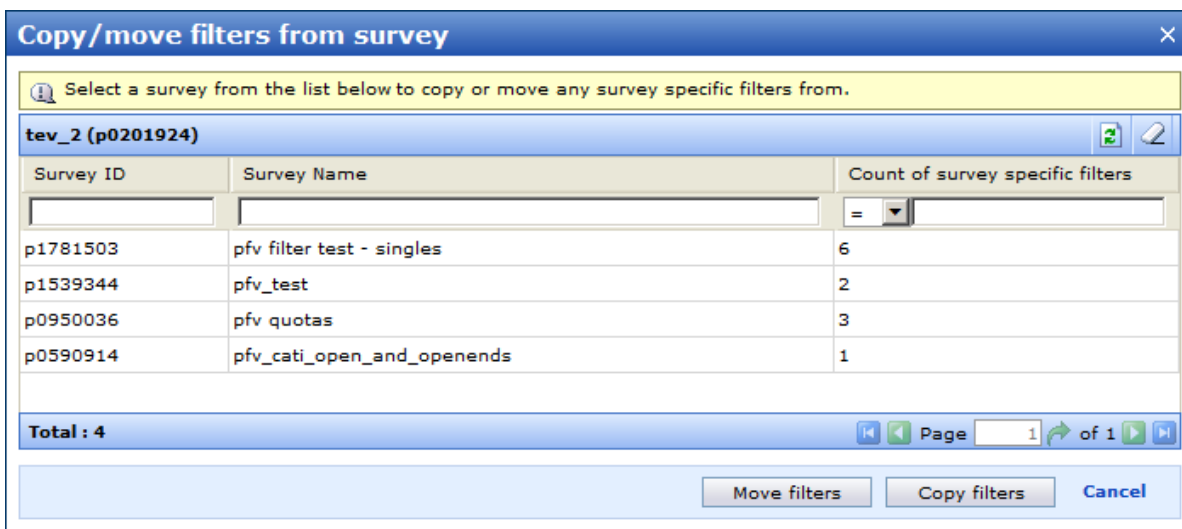 Copy/move filters from survey
Select a survey from the list below to copy or move any survey specific filters from.
tev_2 (p0201924)
Survey ID Survey Name Count of survey specific filters
=
p1781503 pfv filter test - singles 6
p1539344 pfv_test 2
p0950036 pfv quotas 3
p0590914 pfv_cati_open_and_openends 1
Total : 4 Page 1 of 1
Move filters Copy filters Cancel